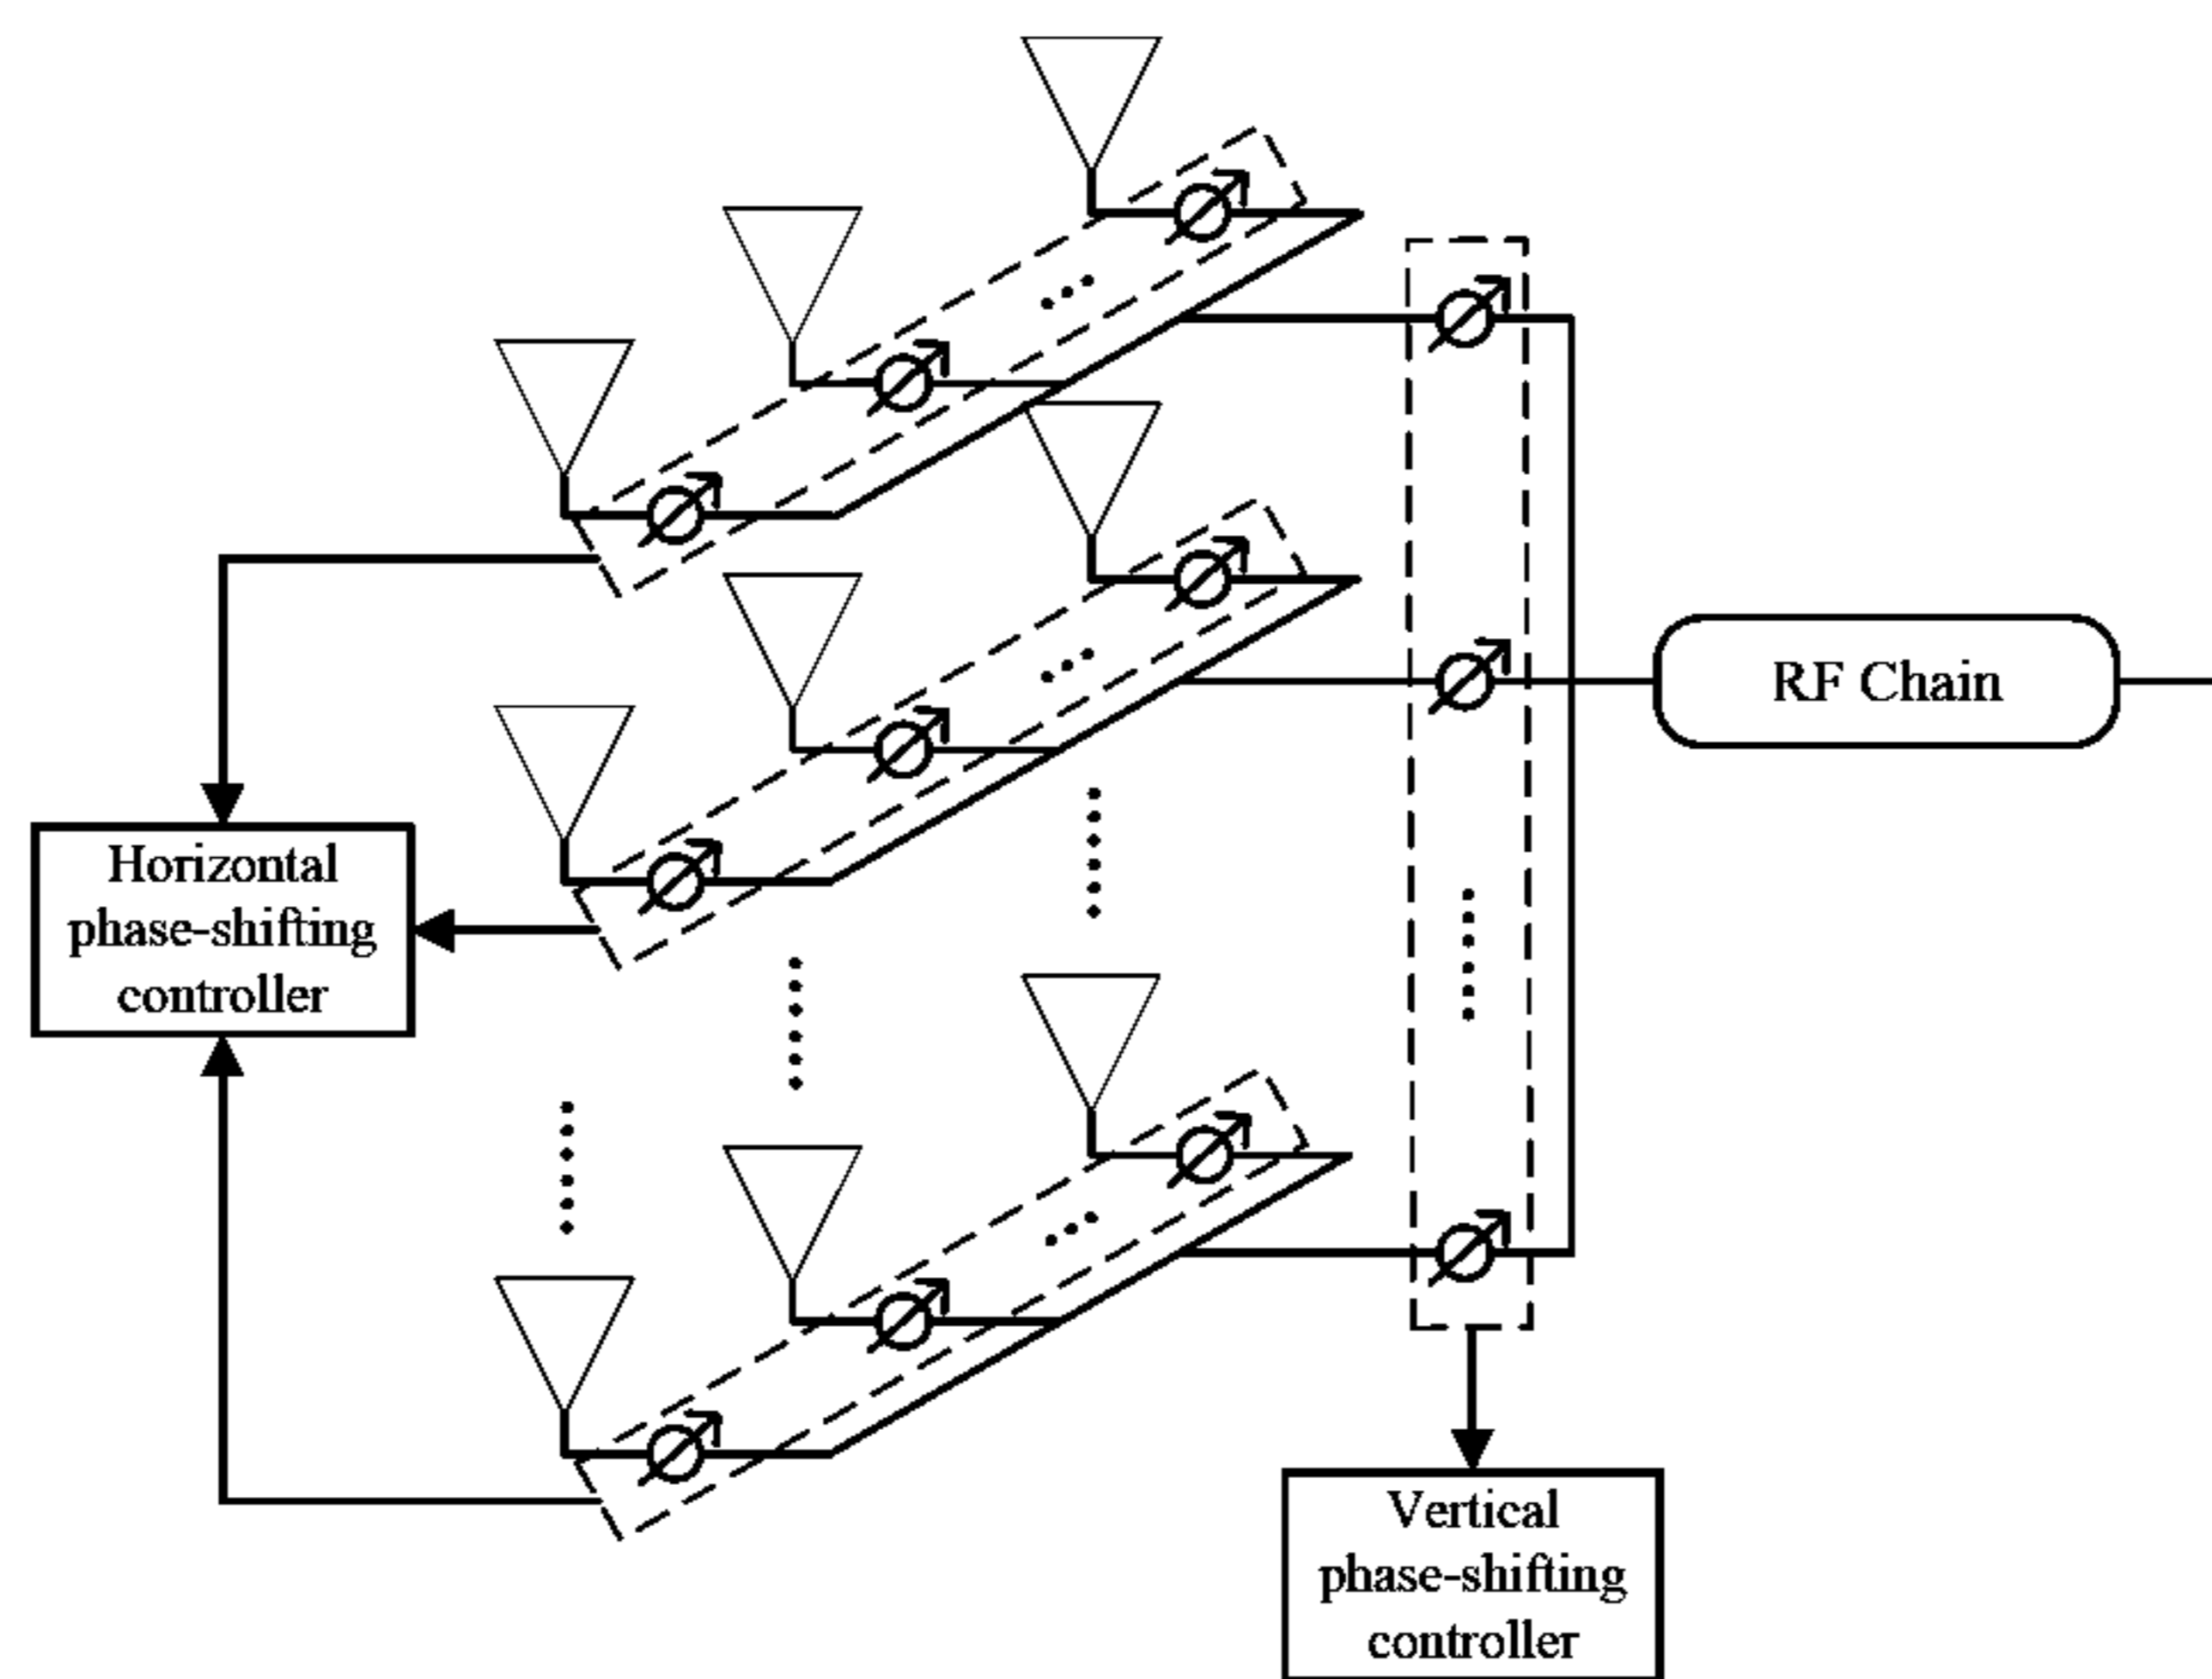 RF Chain
Horizontal
phase-shifting
controller
Vertical
phase-shifting
controller